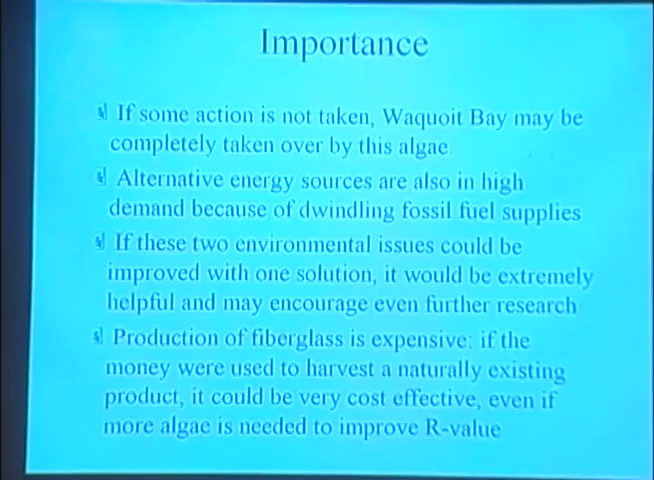 Importance
If some action is not taken, Waquoit Bay may be
completely taken over by this algae.
Alternative energy sources are also in high
demand because of dwindling fossil fuel supplies
If these two environmental issues could be
improved with one solution, it would be extremely
helpful and may encourage even further research
Production of fiberglass is expensive: if the
money were used to harvest a naturally existing
product, it could be very cost effective, even if
more algae is needed to improve R-value